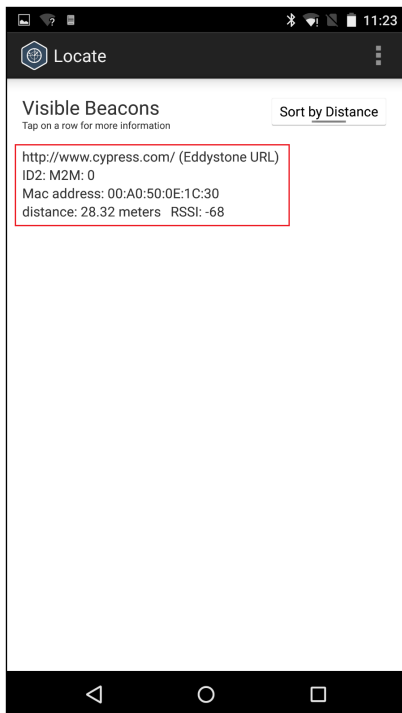 11:23
Locate
Visible Beacons
Tap on a row for more information
Sort by Distance
http://www.cypress.com/ (Eddystone URL)
ID2: M2M: 0
Mac address: 00:A0:50:0E:1C:30
distance: 28.32 meters RSSI: -68